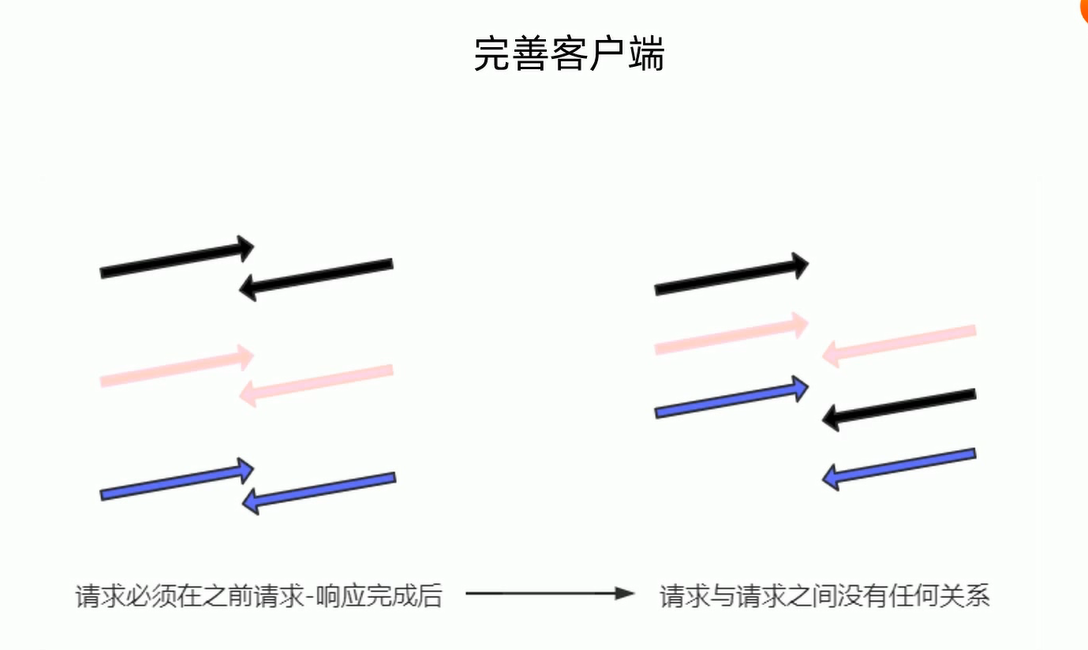 完善客户端
请求必须在之前请求-响应完成后
请求与请求之间没有任何关系